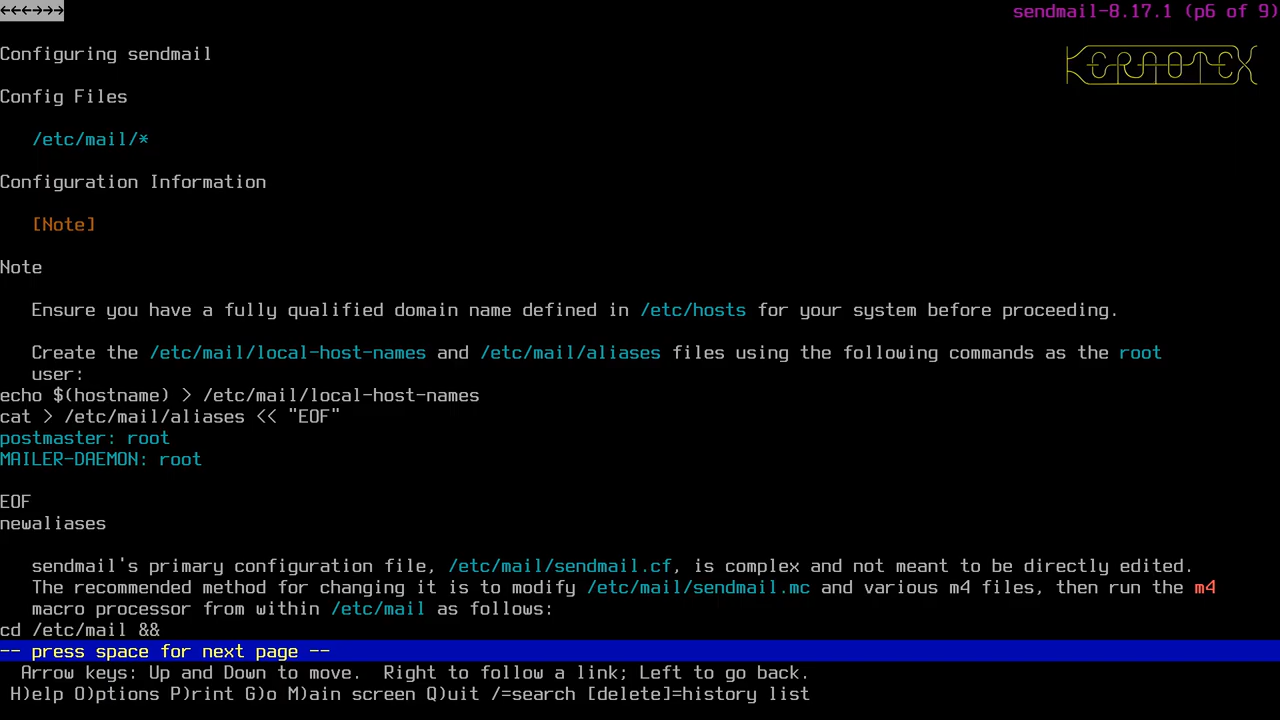 ←←←→→→ sendmail-8.17.1 (p6 of 9)
Configuring sendmail
KERNOTEX
Config Files
/etc/mail/*
Configuration Information
[Note]
Note
Ensure you have a fully qualified domain name defined in /etc/hosts for your system before proceeding.
Create the /etc/mail/local-host-names and /etc/mail/aliases files using the following commands as the root
user:
echo $(hostname) > /etc/mail/local-host-names
cat > /etc/mail/aliases << "EOF"
postmaster: root
MAILER-DAEMON: root
EOF
newaliases
sendmail's primary configuration file, /etc/mail/sendmail.cf, is complex and not meant to be directly edited.
The recommended method for changing it is to modify /etc/mail/sendmail.mc and various m4 files, then run the m4
macro processor from within /etc/mail as follows:
cd /etc/mail &&
-- press space for next page --
Arrow keys: Up and Down to move. Right to follow a link; Left to go back.
H)elp O)ptions P)rint G)o M)ain screen Q)uit /=search [delete]=history list